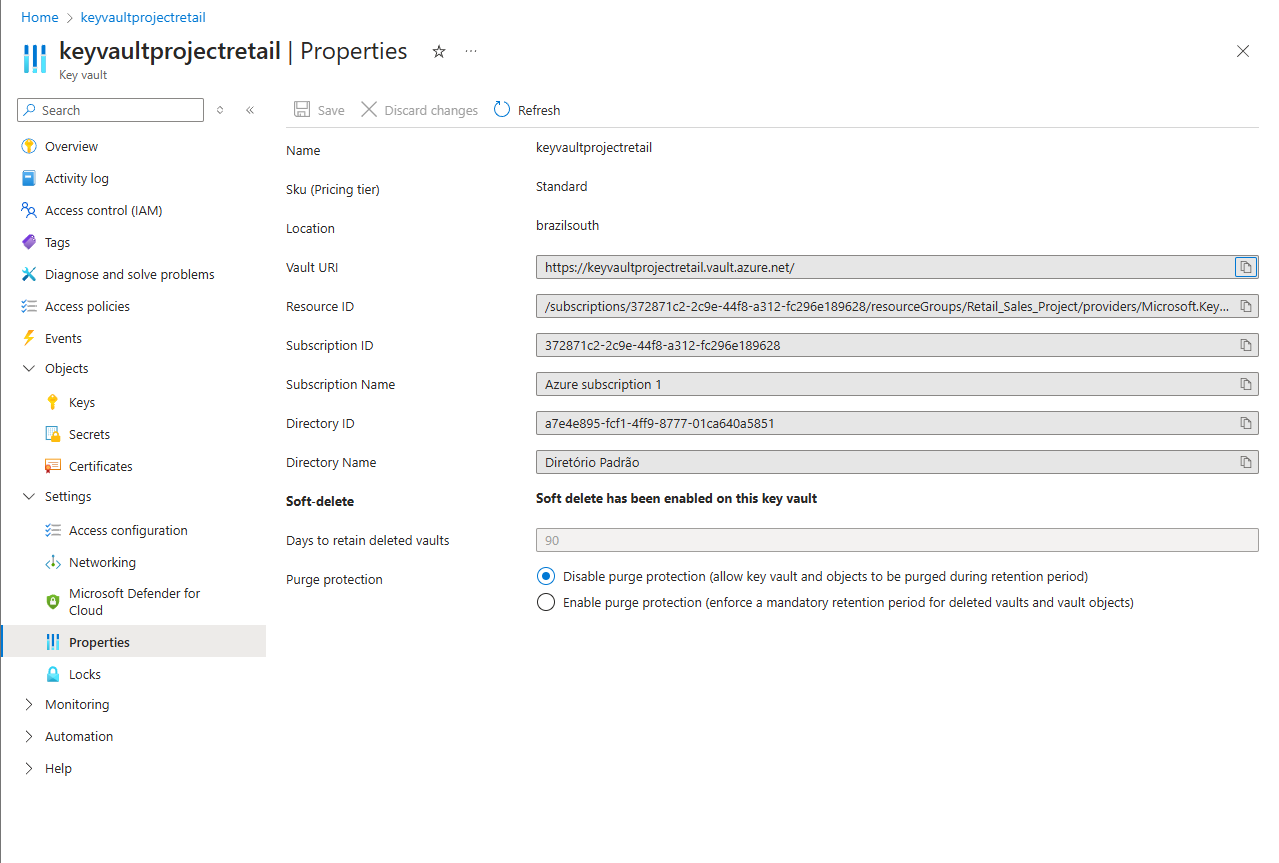 Home > keyvaultprojectretail
keyvaultprojectretail | Properties ☆ ...
Key vault
Search
Save Discard changes Refresh
Overview
Activity log
Access control (IAM)
Tags
Diagnose and solve problems
Access policies
Events
Objects
Keys
Secrets
Certificates
Settings
Access configuration
Networking
Microsoft Defender for
Cloud
Properties
Locks
Monitoring
Automation
Help
Name keyvaultprojectretail
Sku (Pricing tier) Standard
Location brazilsouth
Vault URI https://keyvaultprojectretail.vault.azure.net/
Resource ID /subscriptions/372871c2-2c9e-44f8-a312-fc296e189628/resourceGroups/Retail_Sales_Project/providers/Microsoft.Key...
Subscription ID 372871c2-2c9e-44f8-a312-fc296e189628
Subscription Name Azure subscription 1
Directory ID a7e4e895-fcf1-4ff9-8777-01ca640a5851
Directory Name Diretório Padrão
Soft-delete Soft delete has been enabled on this key vault
Days to retain deleted vaults 90
Purge protection Disable purge protection (allow key vault and objects to be purged during retention period)
Enable purge protection (enforce a mandatory retention period for deleted vaults and vault objects)